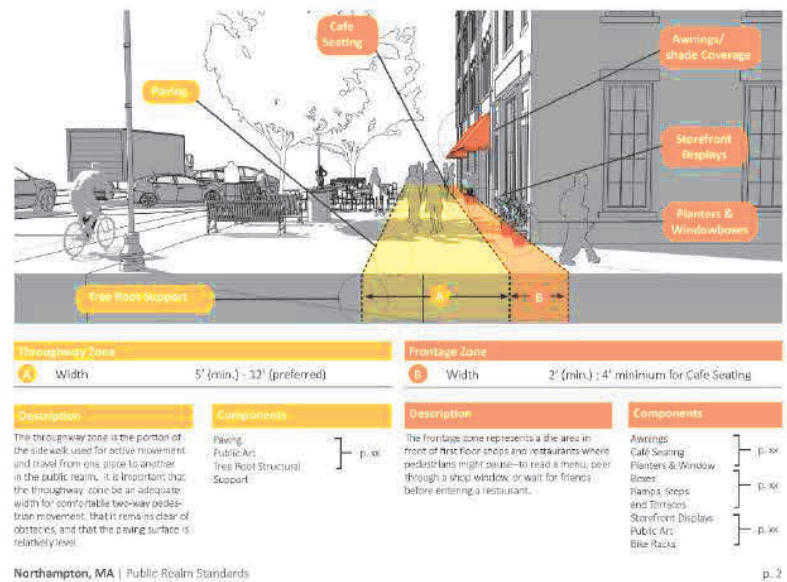 Cafe
Seating
Awnings/
shade Coverage
Paving
Storefront
Displays
Planters &
Windowboxes
Tree Root Support
A
B
Throughway Zone
A Width 5' (min.) - 12' (preferred)
Frontage Zone
B Width 2' (min.) ; 4' minimum for Cafe Seating
Description
The throughway zone is the portion of
the sidewalk used for active movement
and travel from one place to another
in the public realm. It is important that
the throughway zone be an adequate
width for comfortable two-way pedes-
trian movement, that it remains clear of
obstacles, and that the paving surface is
relatively level.
Components
Paving
Public Art
Tree Root Structural
Support
p. xx
Description
The frontage zone represents a the area in
front of first floor shops and restaurants where
pedestrians might pause--to read a menu, peer
through a shop window, or wait for friends
before entering a restaurant.
Components
Awnings
Café Seating
Planters & Window
Boxes
Ramps, Steps
and Terraces
Storefront Displays
Public Art
Bike Racks
p. xx
p. xx
p. xx
Northampton, MA | Public Realm Standards
p. 2